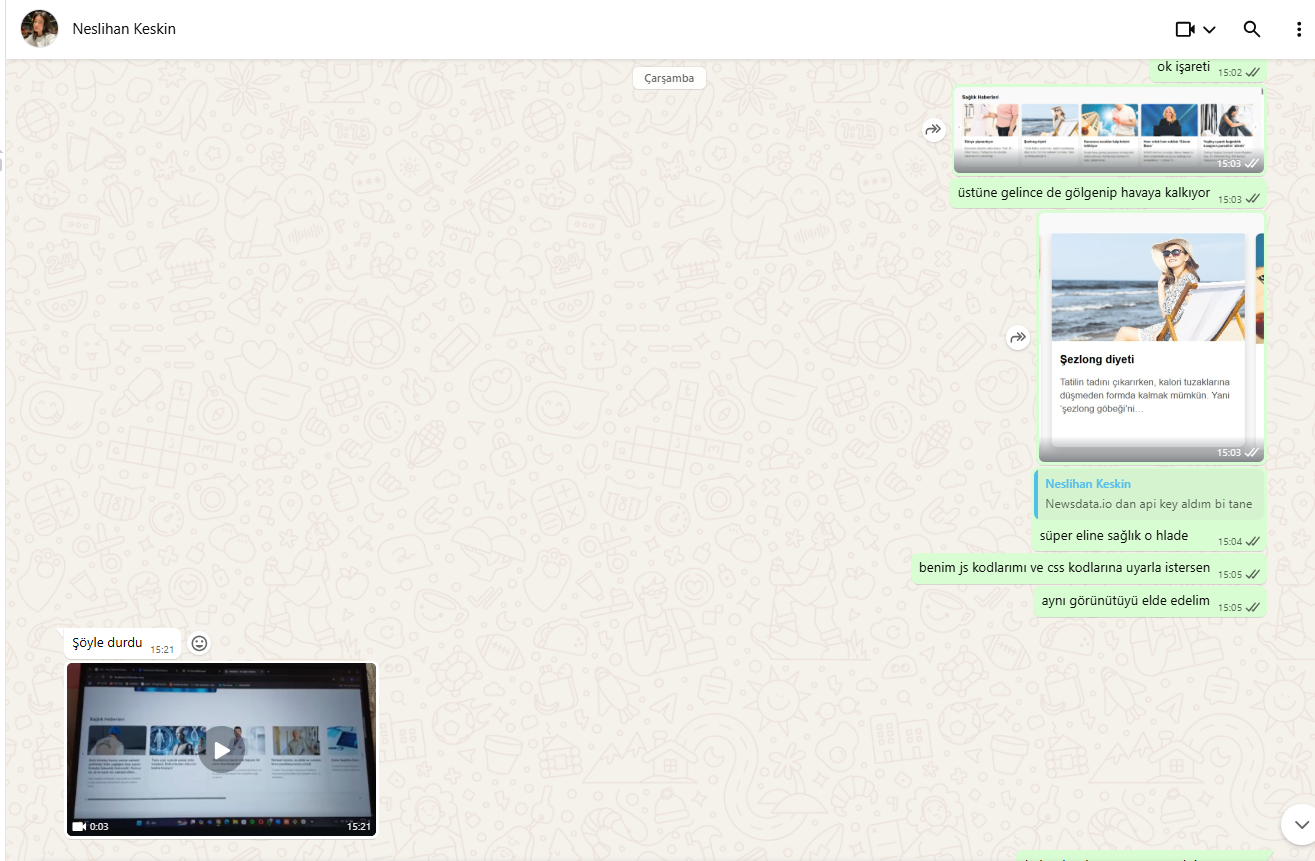 Neslihan Keskin
Çarşamba
ok işareti 15:02
Sağlık Haberleri
Şezlong diyeti
15:03
üstüne gelince de gölgenip havaya kalkıyor 15:03
Şezlong diyeti
Tatilin tadını çıkarırken, kalori tuzaklarına
düşmeden formda kalmak mümkün. Yani
'şezlong göbeği'ni...
15:03
Neslihan Keskin
Newsdata.io dan api key aldım bi tane
süper eline sağlık o hlade 15:04
benim js kodlarımı ve css kodlarına uyarla istersen 15:05
aynı görünütüyü elde edelim 15:05
Şöyle durdu 15:21
Sağlık Haberleri
0:03 15:21